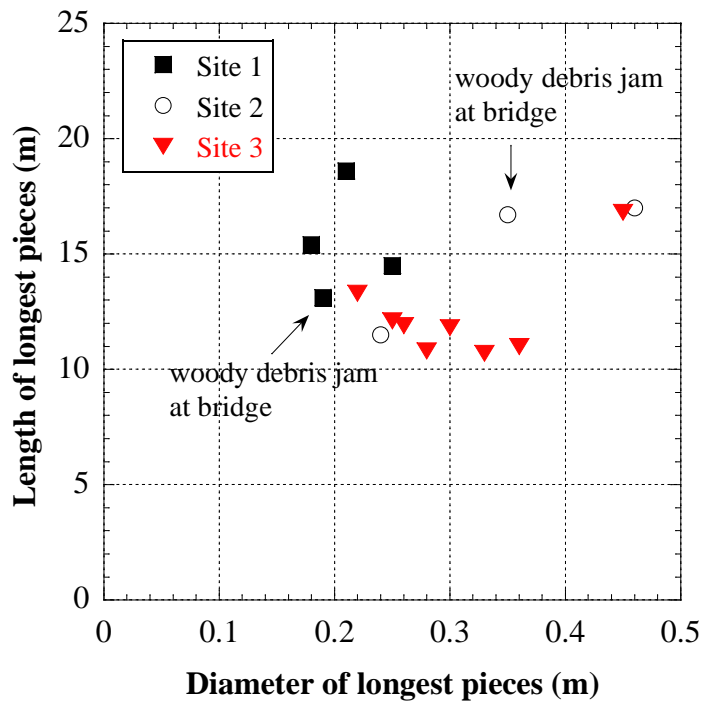 25
20
15
10
5
0
Length of longest pieces (m)
Site 1
Site 2
Site 3
woody debris jam
at bridge
woody debris jam
at bridge
0
0.1
0.2
0.3
0.4
0.5
Diameter of longest pieces (m)